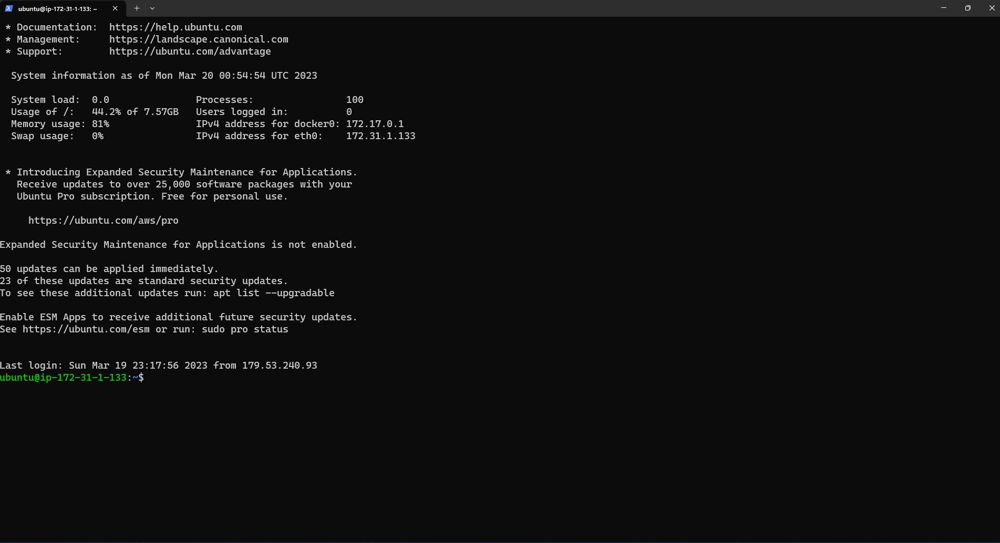 ubuntu@ip-172-31-1-133: ~
* Documentation:  https://help.ubuntu.com
* Management:     https://landscape.canonical.com
* Support:        https://ubuntu.com/advantage
System information as of Mon Mar 20 00:54:54 UTC 2023
System load:  0.0               Processes:                100
Usage of /:   44.2% of 7.57GB   Users logged in:          0
Memory usage: 81%               IPv4 address for docker0: 172.17.0.1
Swap usage:   0%                IPv4 address for eth0:    172.31.1.133
* Introducing Expanded Security Maintenance for Applications.
Receive updates to over 25,000 software packages with your
Ubuntu Pro subscription. Free for personal use.
https://ubuntu.com/aws/pro
Expanded Security Maintenance for Applications is not enabled.
50 updates can be applied immediately.
23 of these updates are standard security updates.
To see these additional updates run: apt list --upgradable
Enable ESM Apps to receive additional future security updates.
See https://ubuntu.com/esm or run: sudo pro status
Last login: Sun Mar 19 23:17:56 2023 from 179.53.240.93
ubuntu@ip-172-31-1-133:~$